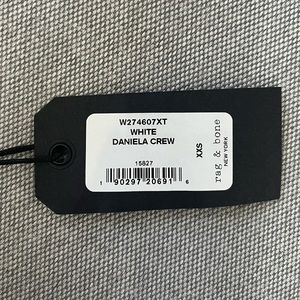 W274607XT
WHITE
DANIELA CREW
15827
1 90297 20691 6
XXS
rag & bone
NEW YORK